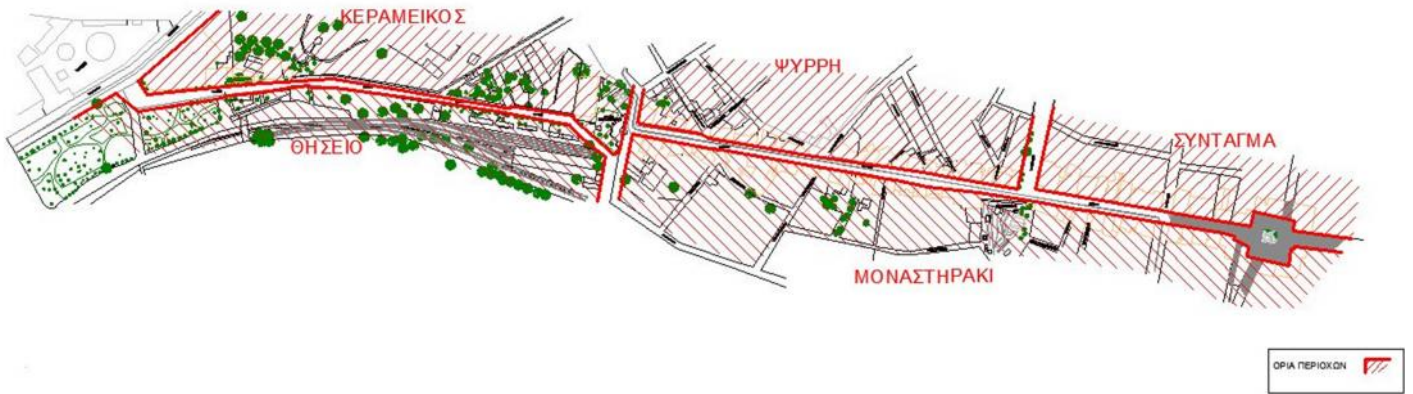 ΚΕΡΑΜΕΙΚΟΣ
ΨΥΡΡΗ
ΣΥΝΤΑΓΜΑ
ΘΗΣΕΙΟ
ΜΟΝΑΣΤΗΡΑΚΙ
ΟΡΙΑ ΠΕΡΙΟΧΩΝ